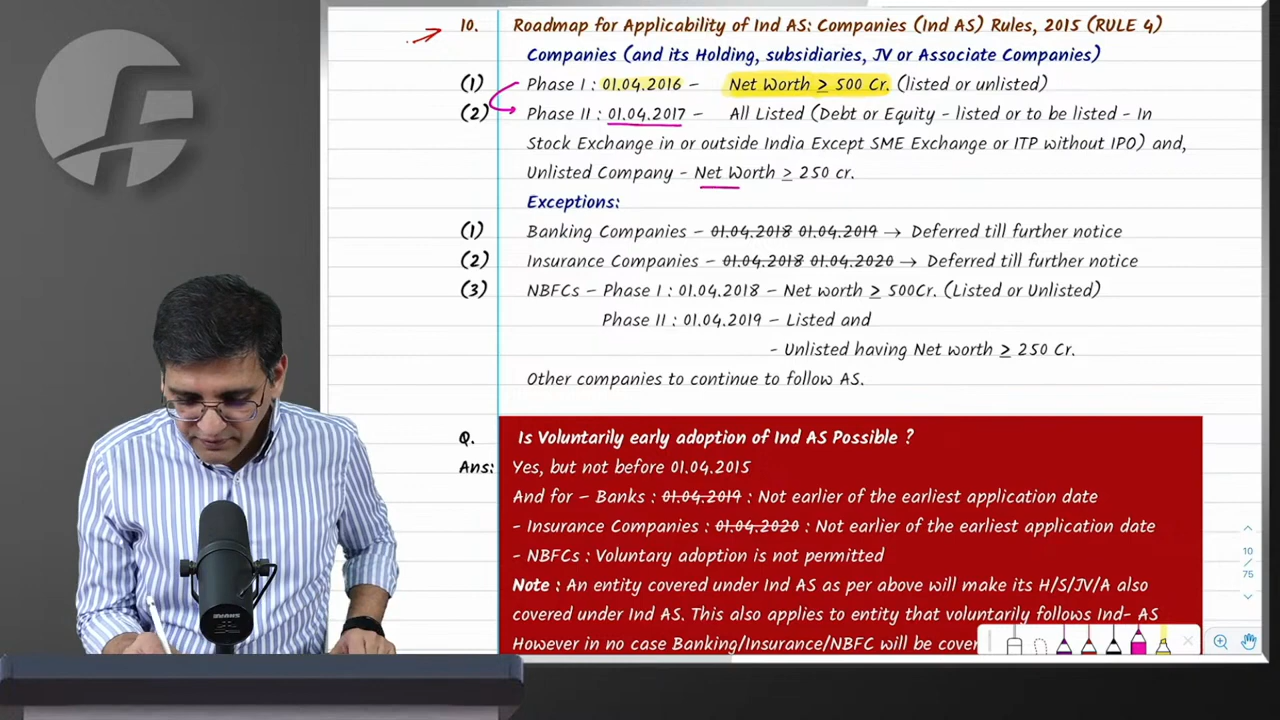 10. Roadmap for Applicability of Ind AS: Companies (Ind AS) Rules, 2015 (RULE 4)
Companies (and its Holding, subsidiaries, JV or Associate Companies)
(1) Phase I : 01.04.2016 – Net Worth ≥ 500 Cr. (listed or unlisted)
(2) Phase II : 01.04.2017 – All Listed (Debt or Equity - listed or to be listed - In
Stock Exchange in or outside India Except SME Exchange or ITP without IPO) and,
Unlisted Company - Net Worth ≥ 250 cr.
Exceptions:
(1) Banking Companies – 01.04.2018 01.04.2019 → Deferred till further notice
(2) Insurance Companies – 01.04.2018 01.04.2020 → Deferred till further notice
(3) NBFCs – Phase I : 01.04.2018 – Net worth ≥ 500Cr. (Listed or Unlisted)
Phase II : 01.04.2019 – Listed and
- Unlisted having Net worth ≥ 250 Cr.
Other companies to continue to follow AS.
Q. Is Voluntarily early adoption of Ind AS Possible ?
Ans: Yes, but not before 01.04.2015
And for – Banks : 01.04.2019 : Not earlier of the earliest application date
- Insurance Companies : 01.04.2020 : Not earlier of the earliest application date
- NBFCs : Voluntary adoption is not permitted
Note : An entity covered under Ind AS as per above will make its H/S/JV/A also
covered under Ind AS. This also applies to entity that voluntarily follows Ind- AS
However in no case Banking/Insurance/NBFC will be cover
10
/
75